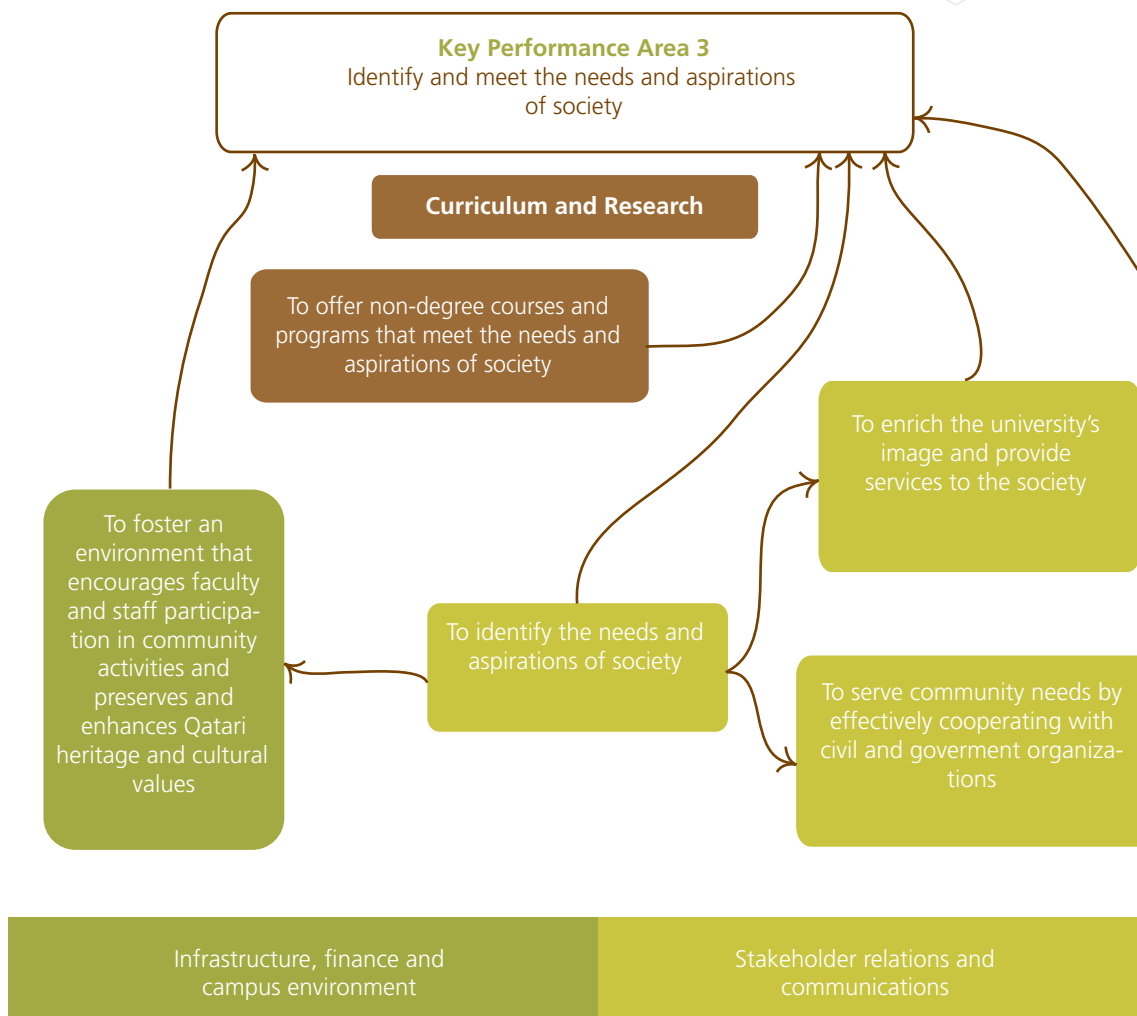 Key Performance Area 3
Identify and meet the needs and aspirations
of society
Curriculum and Research
To offer non-degree courses and
programs that meet the needs and
aspirations of society
To enrich the university’s
image and provide
services to the society
To foster an
environment that
encourages faculty
and staff participa-
tion in community
activities and
preserves and
enhances Qatari
heritage and cultural
values
To identify the needs and
aspirations of society
To serve community needs by
effectively cooperating with
civil and goverment organiza-
tions
Infrastructure, finance and
campus environment
Stakeholder relations and
communications